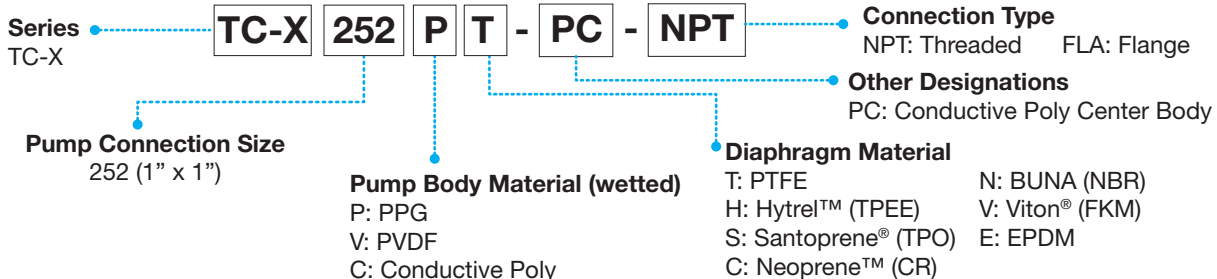 Series
TC-X
TC-X 252 P T - PC - NPT
Connection Type
NPT: Threaded FLA: Flange
Other Designations
PC: Conductive Poly Center Body
Pump Connection Size
252 (1” x 1”)
Pump Body Material (wetted)
P: PPG
V: PVDF
C: Conductive Poly
Diaphragm Material
T: PTFE N: BUNA (NBR)
H: Hytrel™ (TPEE) V: Viton® (FKM)
S: Santoprene® (TPO) E: EPDM
C: Neoprene™ (CR)